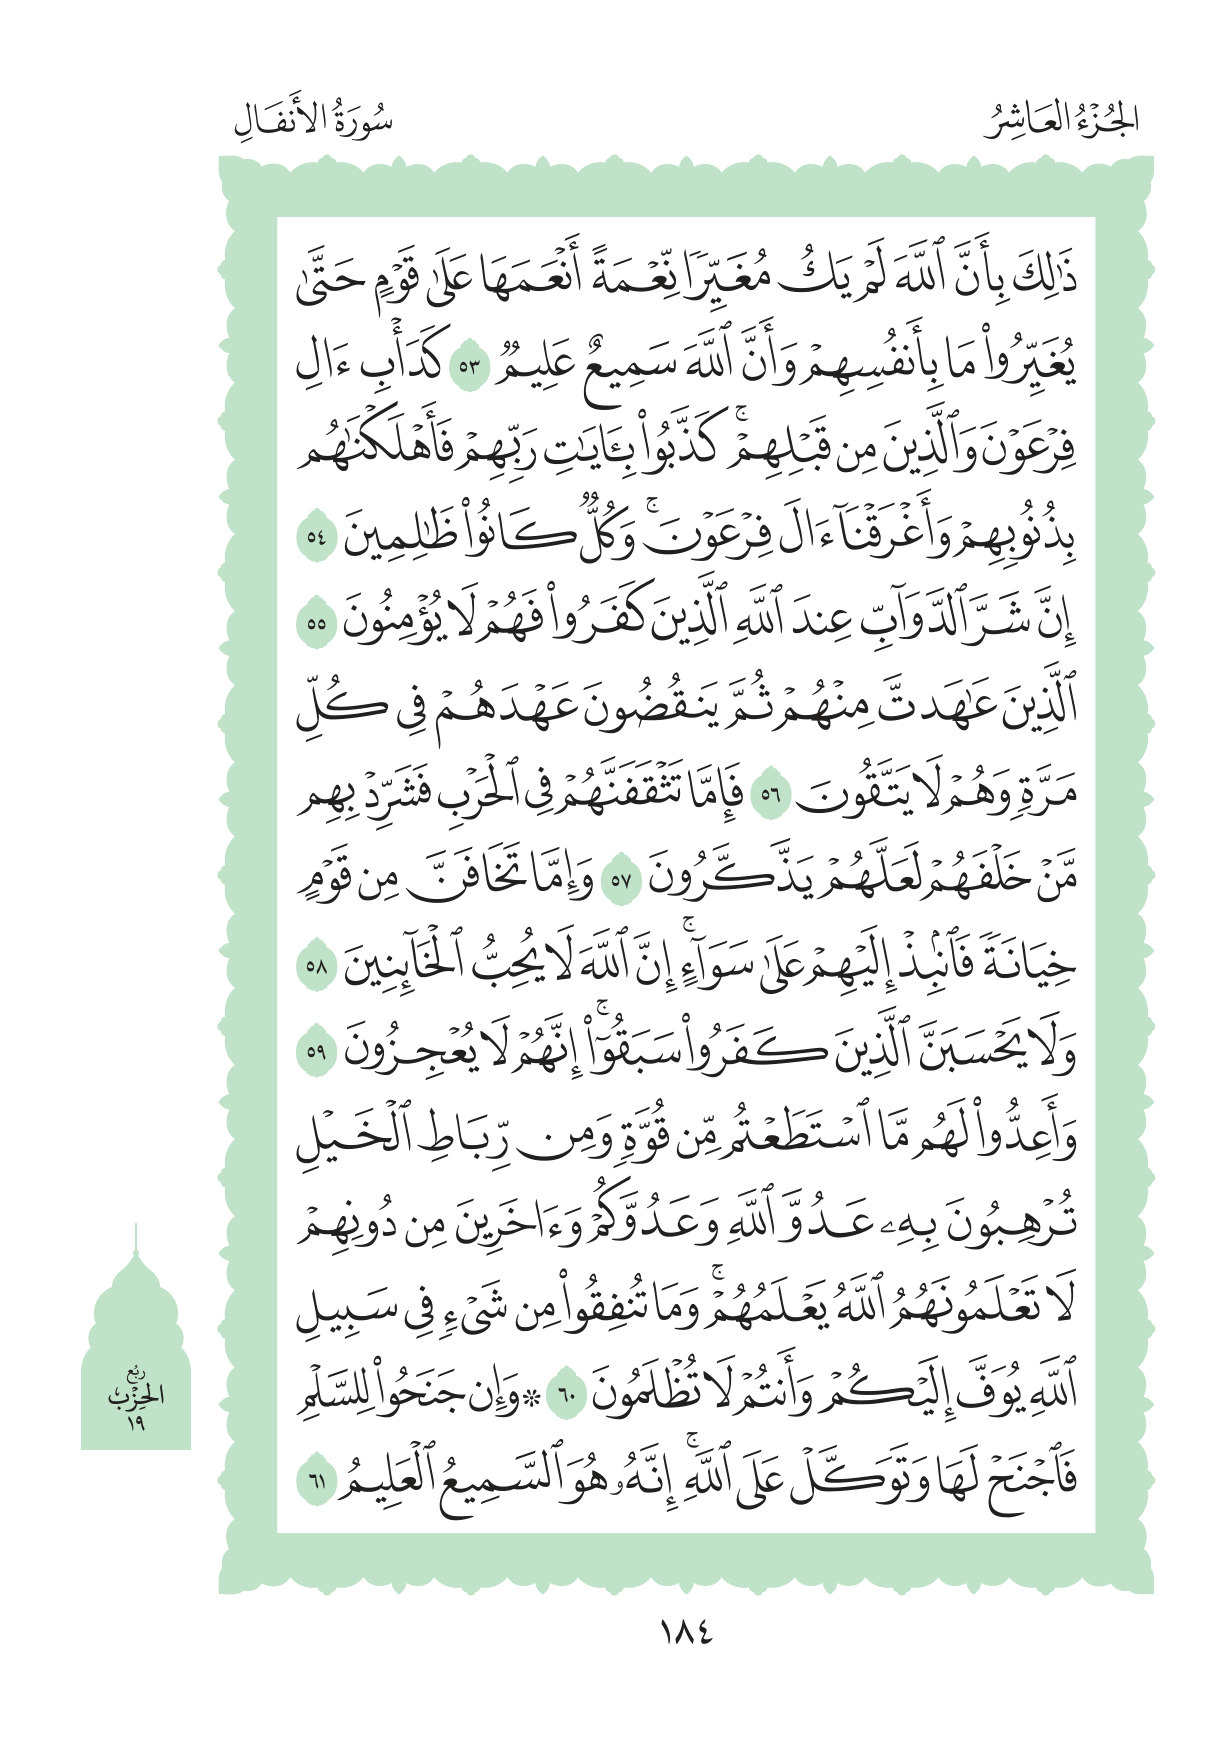 الجُزْءُ العَاشِرُ
سُورَةُ الأَنفَالِ
ذَٰلِكَ بِأَنَّ ٱللَّهَ لَمْ يَكُ مُغَيِّرًا نِّعْمَةً أَنْعَمَهَا عَلَىٰ قَوْمٍ حَتَّىٰ
يُغَيِّرُوا۟ مَا بِأَنفُسِهِمْ وَأَنَّ ٱللَّهَ سَمِيعٌ عَلِيمٌ ٥٣ كَدَأْبِ ءَالِ
فِرْعَوْنَ وَٱلَّذِينَ مِن قَبْلِهِمْ ۚ كَذَّبُوا۟ بِـَٔايَـٰتِ رَبِّهِمْ فَأَهْلَكْنَـٰهُم
بِذُنُوبِهِمْ وَأَغْرَقْنَآ ءَالَ فِرْعَوْنَ ۚ وَكُلٌّ كَانُوا۟ ظَـٰلِمِينَ ٥٤
إِنَّ شَرَّ ٱلدَّوَآبِّ عِندَ ٱللَّهِ ٱلَّذِينَ كَفَرُوا۟ فَهُمْ لَا يُؤْمِنُونَ ٥٥
ٱلَّذِينَ عَـٰهَدتَّ مِنْهُمْ ثُمَّ يَنقُضُونَ عَهْدَهُمْ فِى كُلِّ
مَرَّةٍ وَهُمْ لَا يَتَّقُونَ ٥٦ فَإِمَّا تَثْقَفَنَّهُمْ فِى ٱلْحَرْبِ فَشَرِّدْ بِهِم
مَّنْ خَلْفَهُمْ لَعَلَّهُمْ يَذَّكَّرُونَ ٥٧ وَإِمَّا تَخَافَنَّ مِن قَوْمٍ
خِيَانَةً فَٱنۢبِذْ إِلَيْهِمْ عَلَىٰ سَوَآءٍ ۚ إِنَّ ٱللَّهَ لَا يُحِبُّ ٱلْخَآئِنِينَ ٥٨
وَلَا يَحْسَبَنَّ ٱلَّذِينَ كَفَرُوا۟ سَبَقُوٓا۟ ۚ إِنَّهُمْ لَا يُعْجِزُونَ ٥٩
وَأَعِدُّوا۟ لَهُم مَّا ٱسْتَطَعْتُم مِّن قُوَّةٍ وَمِن رِّبَاطِ ٱلْخَيْلِ
تُرْهِبُونَ بِهِۦ عَدُوَّ ٱللَّهِ وَعَدُوَّكُمْ وَءَاخَرِينَ مِن دُونِهِمْ
لَا تَعْلَمُونَهُمُ ٱللَّهُ يَعْلَمُهُمْ ۚ وَمَا تُنفِقُوا۟ مِن شَىْءٍ فِى سَبِيلِ
ٱللَّهِ يُوَفَّ إِلَيْكُمْ وَأَنتُمْ لَا تُظْلَمُونَ ٦٠ ۞ وَإِن جَنَحُوا۟ لِلسَّلْمِ
فَٱجْنَحْ لَهَا وَتَوَكَّلْ عَلَى ٱللَّهِ ۚ إِنَّهُۥ هُوَ ٱلسَّمِيعُ ٱلْعَلِيمُ ٦١
رُبْعُ
الحِزْبِ
١٩
١٨٤